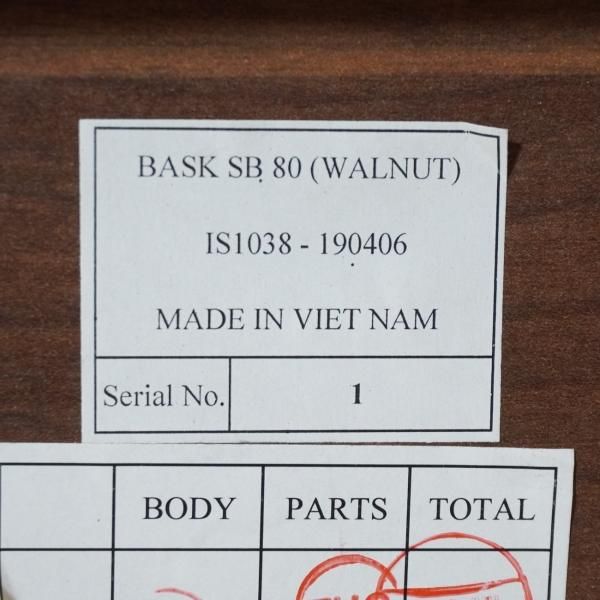 BASK SB 80 (WALNUT)
IS1038 - 190406
MADE IN VIET NAM
Serial No. 1
BODY PARTS TOTAL